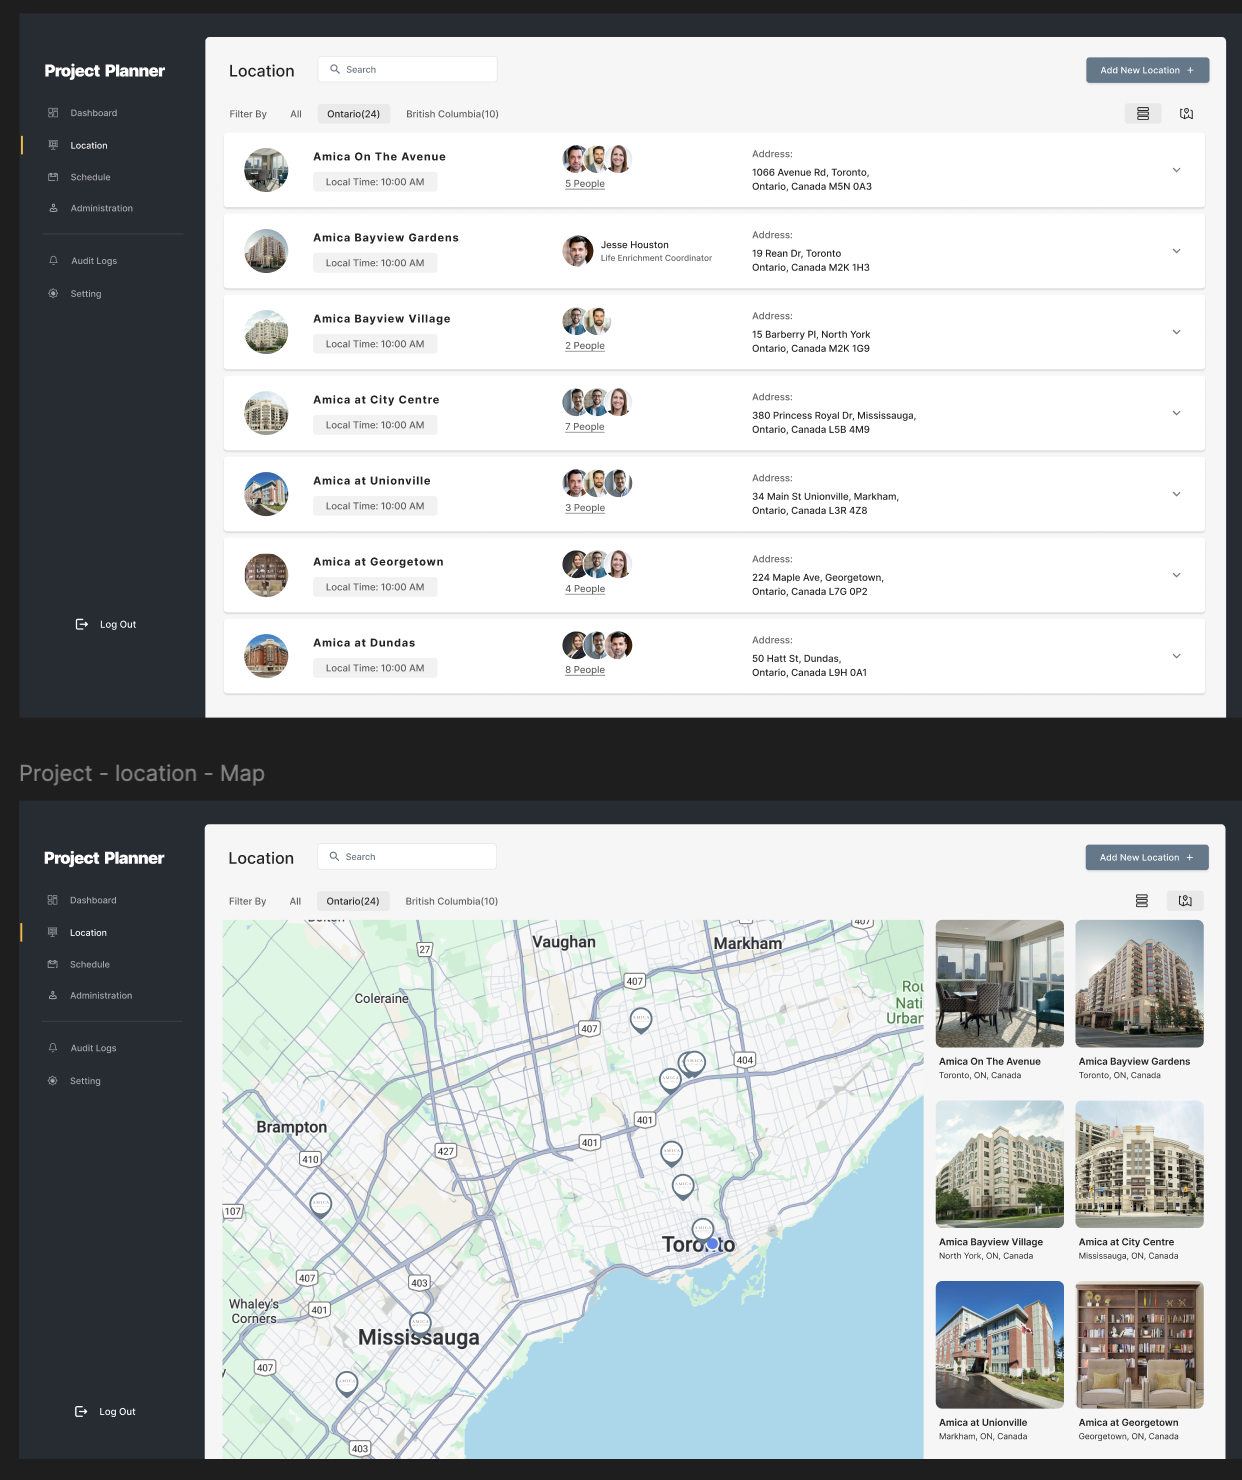 Project Planner
Dashboard
Location
Schedule
Administration
Audit Logs
Setting
Log Out
Location
Search
Add New Location +
Filter By All Ontario(24) British Columbia(10)
Amica On The Avenue
Local Time: 10:00 AM
5 People
Address:
1066 Avenue Rd, Toronto,
Ontario, Canada M5N 0A3
Amica Bayview Gardens
Local Time: 10:00 AM
Jesse Houston
Life Enrichment Coordinator
Address:
19 Rean Dr, Toronto
Ontario, Canada M2K 1H3
Amica Bayview Village
Local Time: 10:00 AM
2 People
Address:
15 Barberry Pl, North York
Ontario, Canada M2K 1G9
Amica at City Centre
Local Time: 10:00 AM
7 People
Address:
380 Princess Royal Dr, Mississauga,
Ontario, Canada L5B 4M9
Amica at Unionville
Local Time: 10:00 AM
3 People
Address:
34 Main St Unionville, Markham,
Ontario, Canada L3R 4Z8
Amica at Georgetown
Local Time: 10:00 AM
4 People
Address:
224 Maple Ave, Georgetown,
Ontario, Canada L7G 0P2
Amica at Dundas
Local Time: 10:00 AM
8 People
Address:
50 Hatt St, Dundas,
Ontario, Canada L9H 0A1
Project - location - Map
Project Planner
Dashboard
Location
Schedule
Administration
Audit Logs
Setting
Log Out
Location
Search
Add New Location +
Filter By All Ontario(24) British Columbia(10)
407
Vaughan
Markham
27
407
Coleraine
Rou
Nati
Urban
AMICA
407
AMICA
404
AMICA
401
Brampton
401
427
AMICA
410
AMICA
AMICA
107
AMICA
Toronto
407
403
Whaley's
Corners
401
AMICA
Mississauga
407
AMICA
403
Amica On The Avenue
Toronto, ON, Canada
Amica Bayview Gardens
Toronto, ON, Canada
Amica Bayview Village
North York, ON, Canada
Amica at City Centre
Mississauga, ON, Canada
Amica at Unionville
Markham, ON, Canada
Amica at Georgetown
Georgetown, ON, Canada